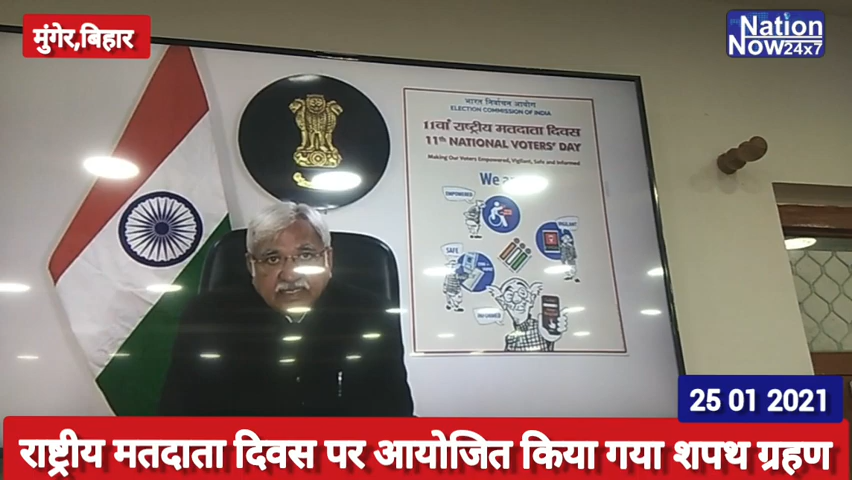 मुंगेर,बिहार
Nation
Now24x7
भारत निर्वाचन आयोग
ELECTION COMMISSION OF INDIA
11वां राष्ट्रीय मतदाता दिवस
11th NATIONAL VOTERS' DAY
Making Our Voters Empowered, Vigilant, Safe and Informed
We
EMPOWERED
VIGILANT
SAFE
INFORMED
25 01 2021
राष्ट्रीय मतदाता दिवस पर आयोजित किया गया शपथ ग्रहण